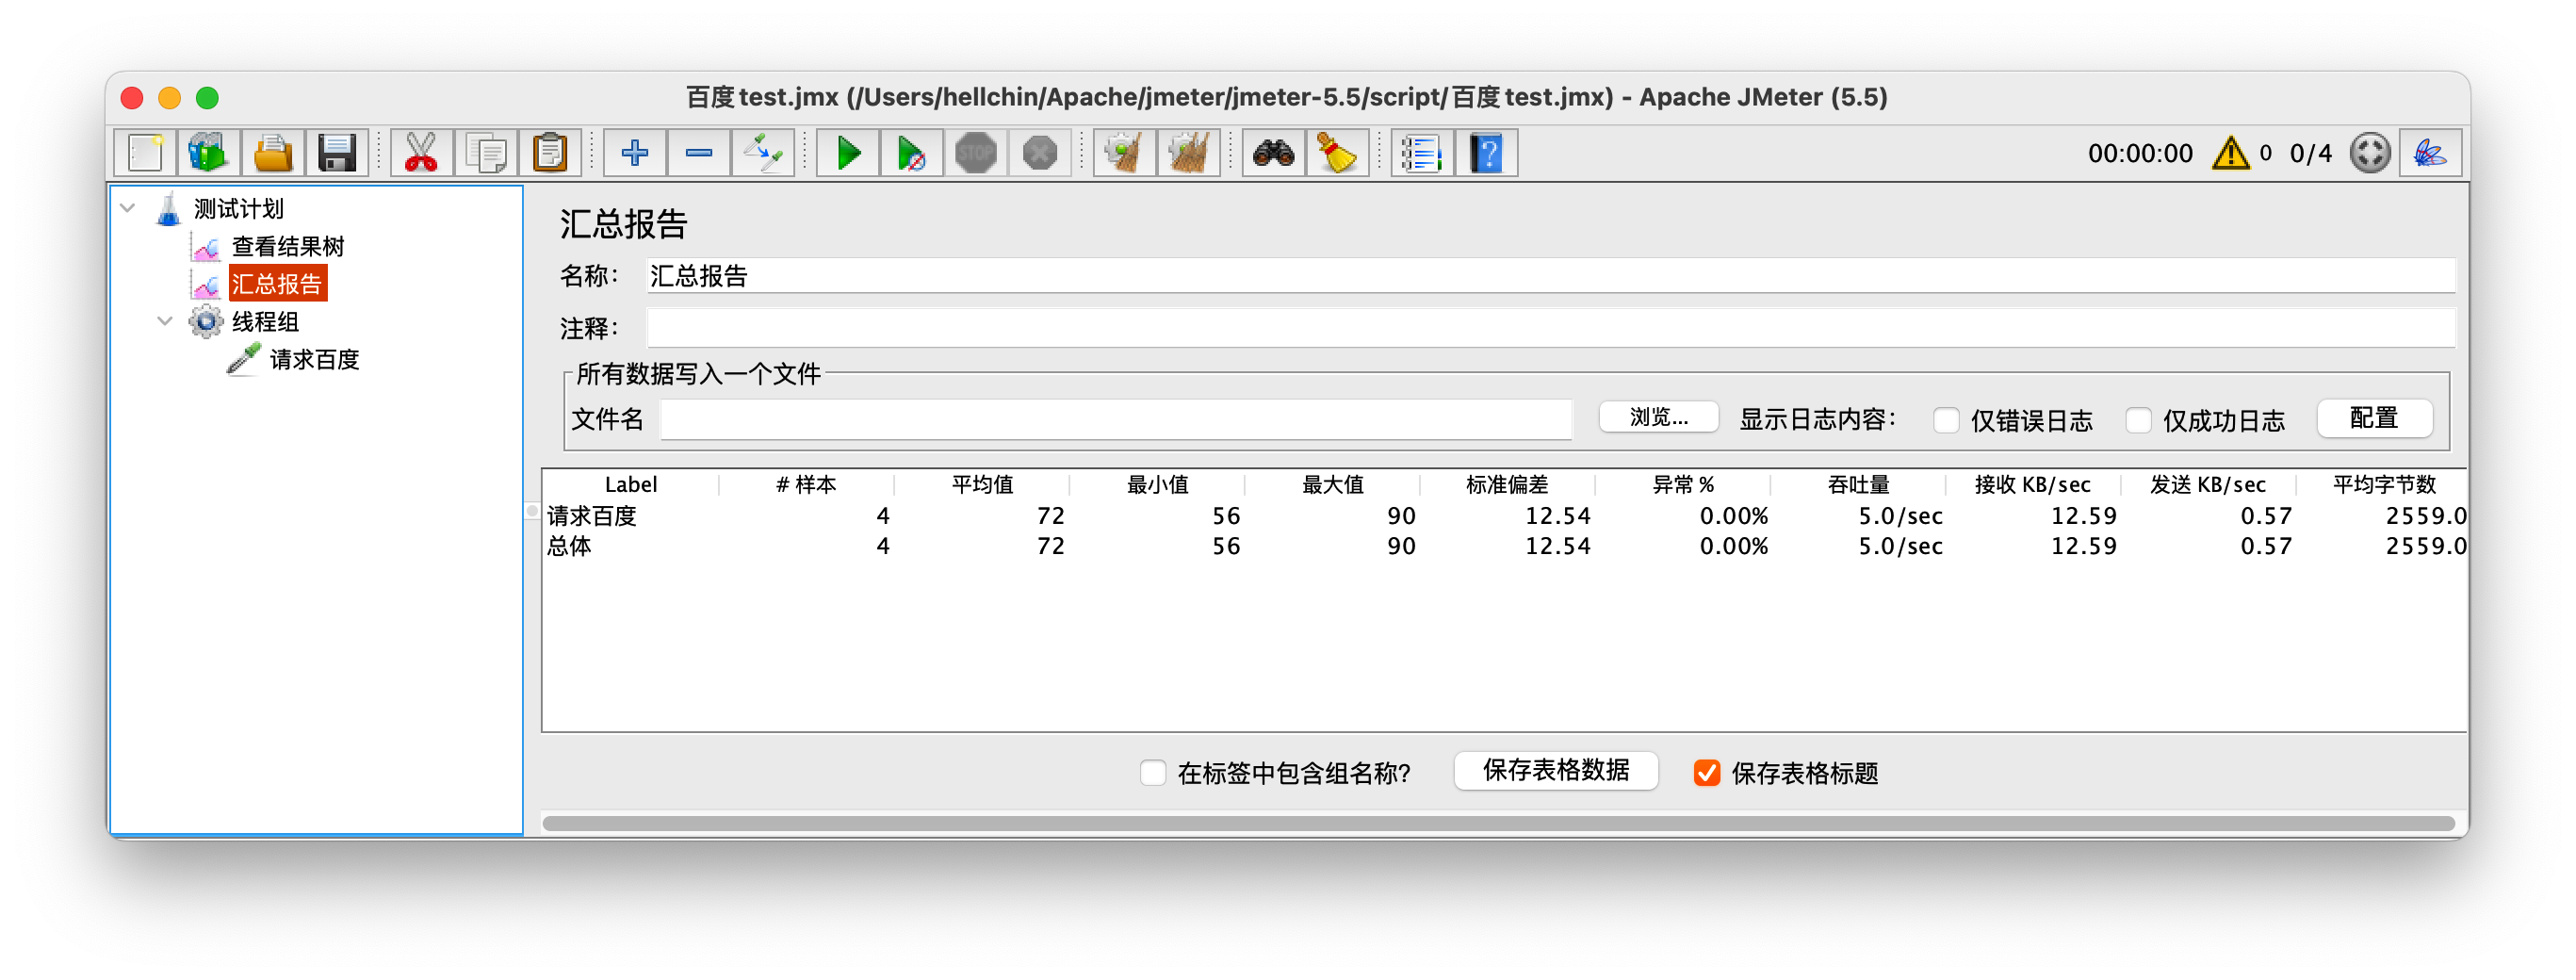 百度test.jmx (/Users/hellchin/Apache/jmeter/jmeter-5.5/script/百度test.jmx) - Apache JMeter (5.5)
STOP
00:00:00 0 0/4
测试计划
查看结果树
汇总报告
线程组
请求百度
汇总报告
名称： 汇总报告
注释：
所有数据写入一个文件
文件名 浏览... 显示日志内容： 仅错误日志 仅成功日志 配置
Label # 样本 平均值 最小值 最大值 标准偏差 异常 % 吞吐量 接收 KB/sec 发送 KB/sec 平均字节数
请求百度 4 72 56 90 12.54 0.00% 5.0/sec 12.59 0.57 2559.0
总体 4 72 56 90 12.54 0.00% 5.0/sec 12.59 0.57 2559.0
在标签中包含组名称? 保存表格数据 保存表格标题